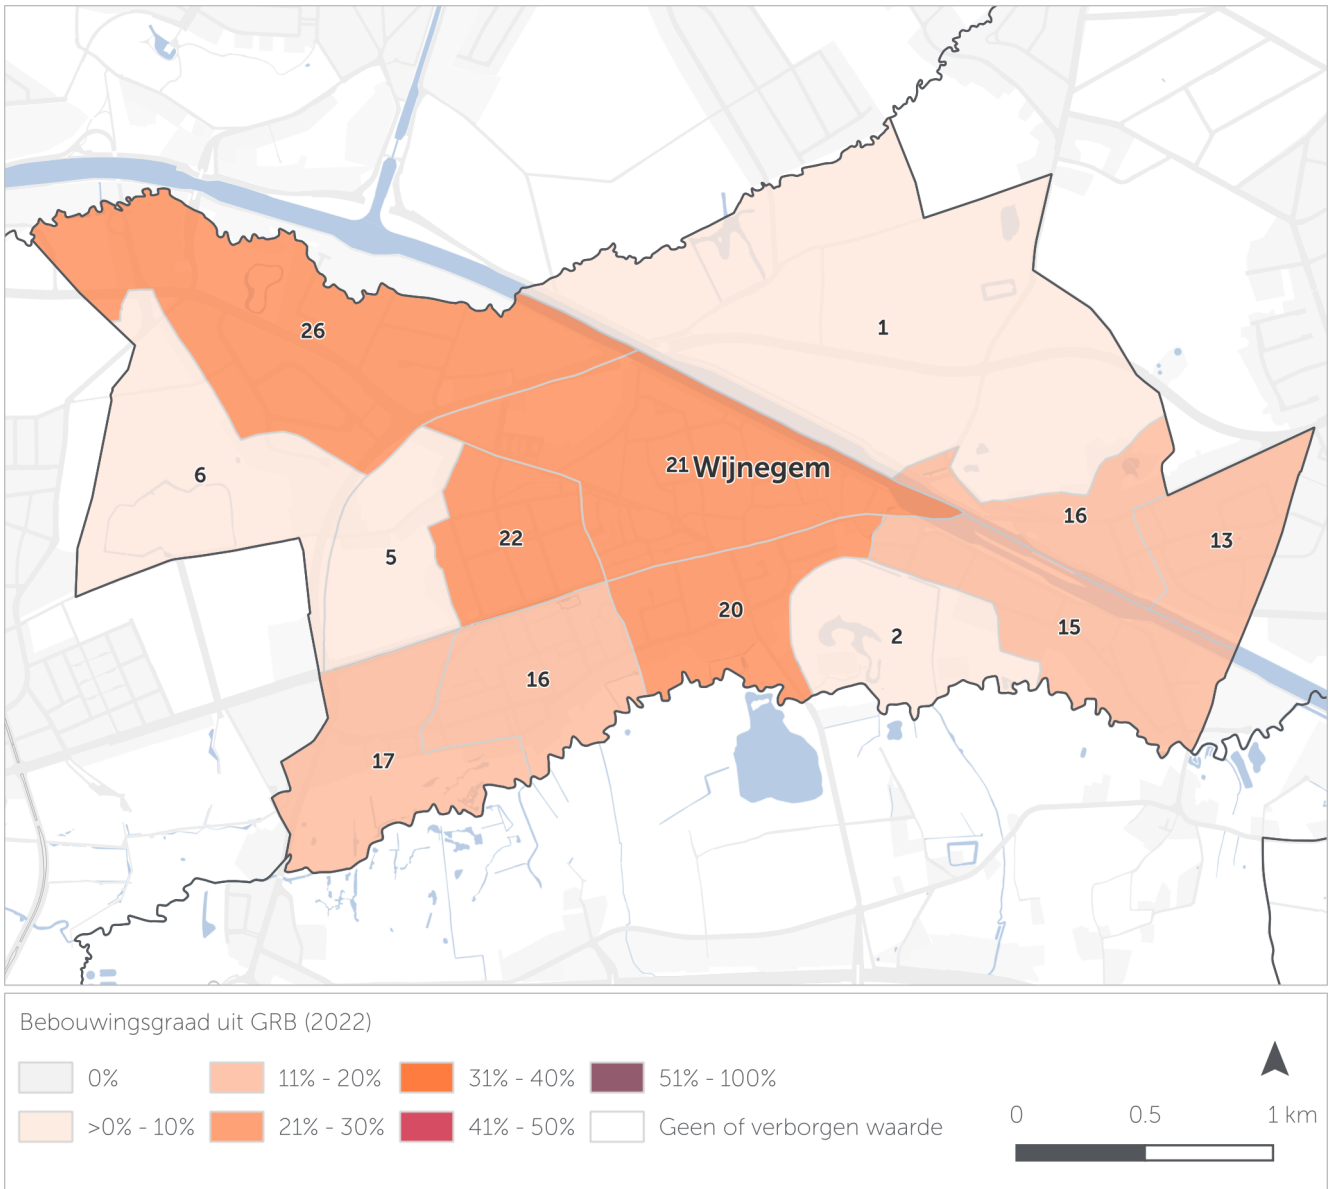 1
26
21 Wijnegem
6
16
13
22
5
20
15
2
16
17
Bebouwingsgraad uit GRB (2022)
0%
11% - 20%
31% - 40%
51% - 100%
>0% - 10%
21% - 30%
41% - 50%
Geen of verborgen waarde
0 0.5 1 km